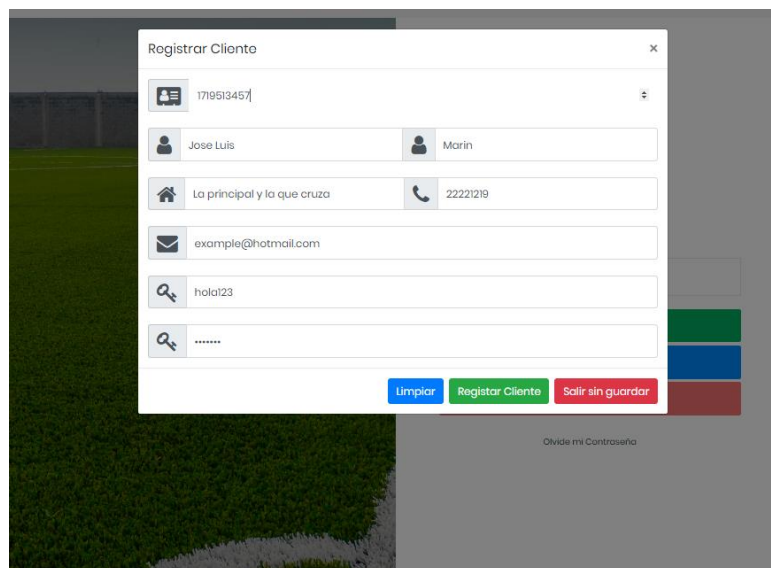 Registrar Cliente ×
1719513457
Jose Luis Marin
La principal y la que cruza 22221219
example@hotmail.com
hola123
•••••••
Limpiar Registar Cliente Salir sin guardar
Olvide mi Contraseña